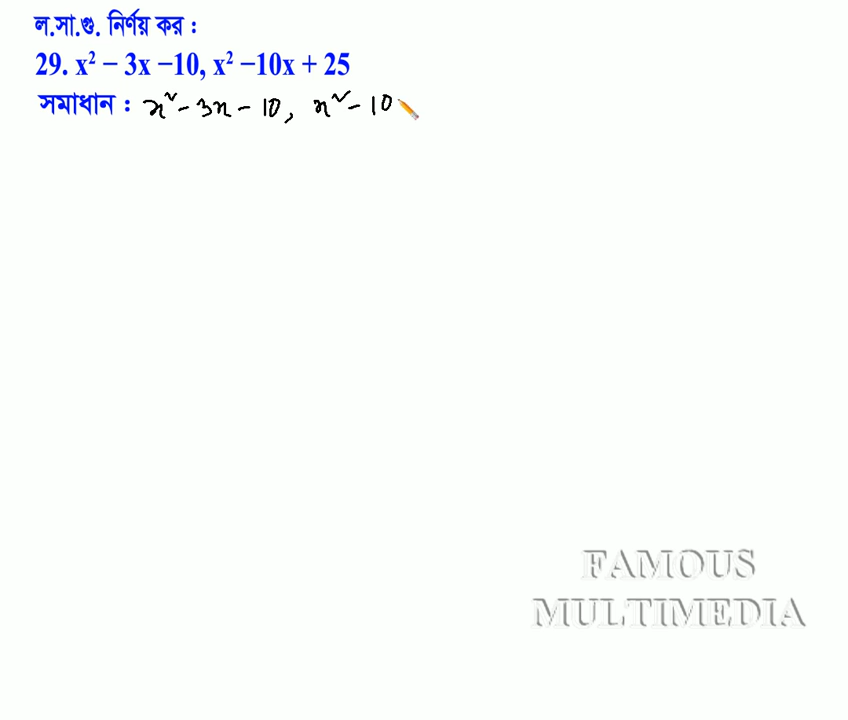 ল.সা.গু. নির্ণয় কর :
29. x² − 3x −10, x² −10x + 25
সমাধান : x² - 3x - 10, x² - 10
FAMOUS
MULTIMEDIA